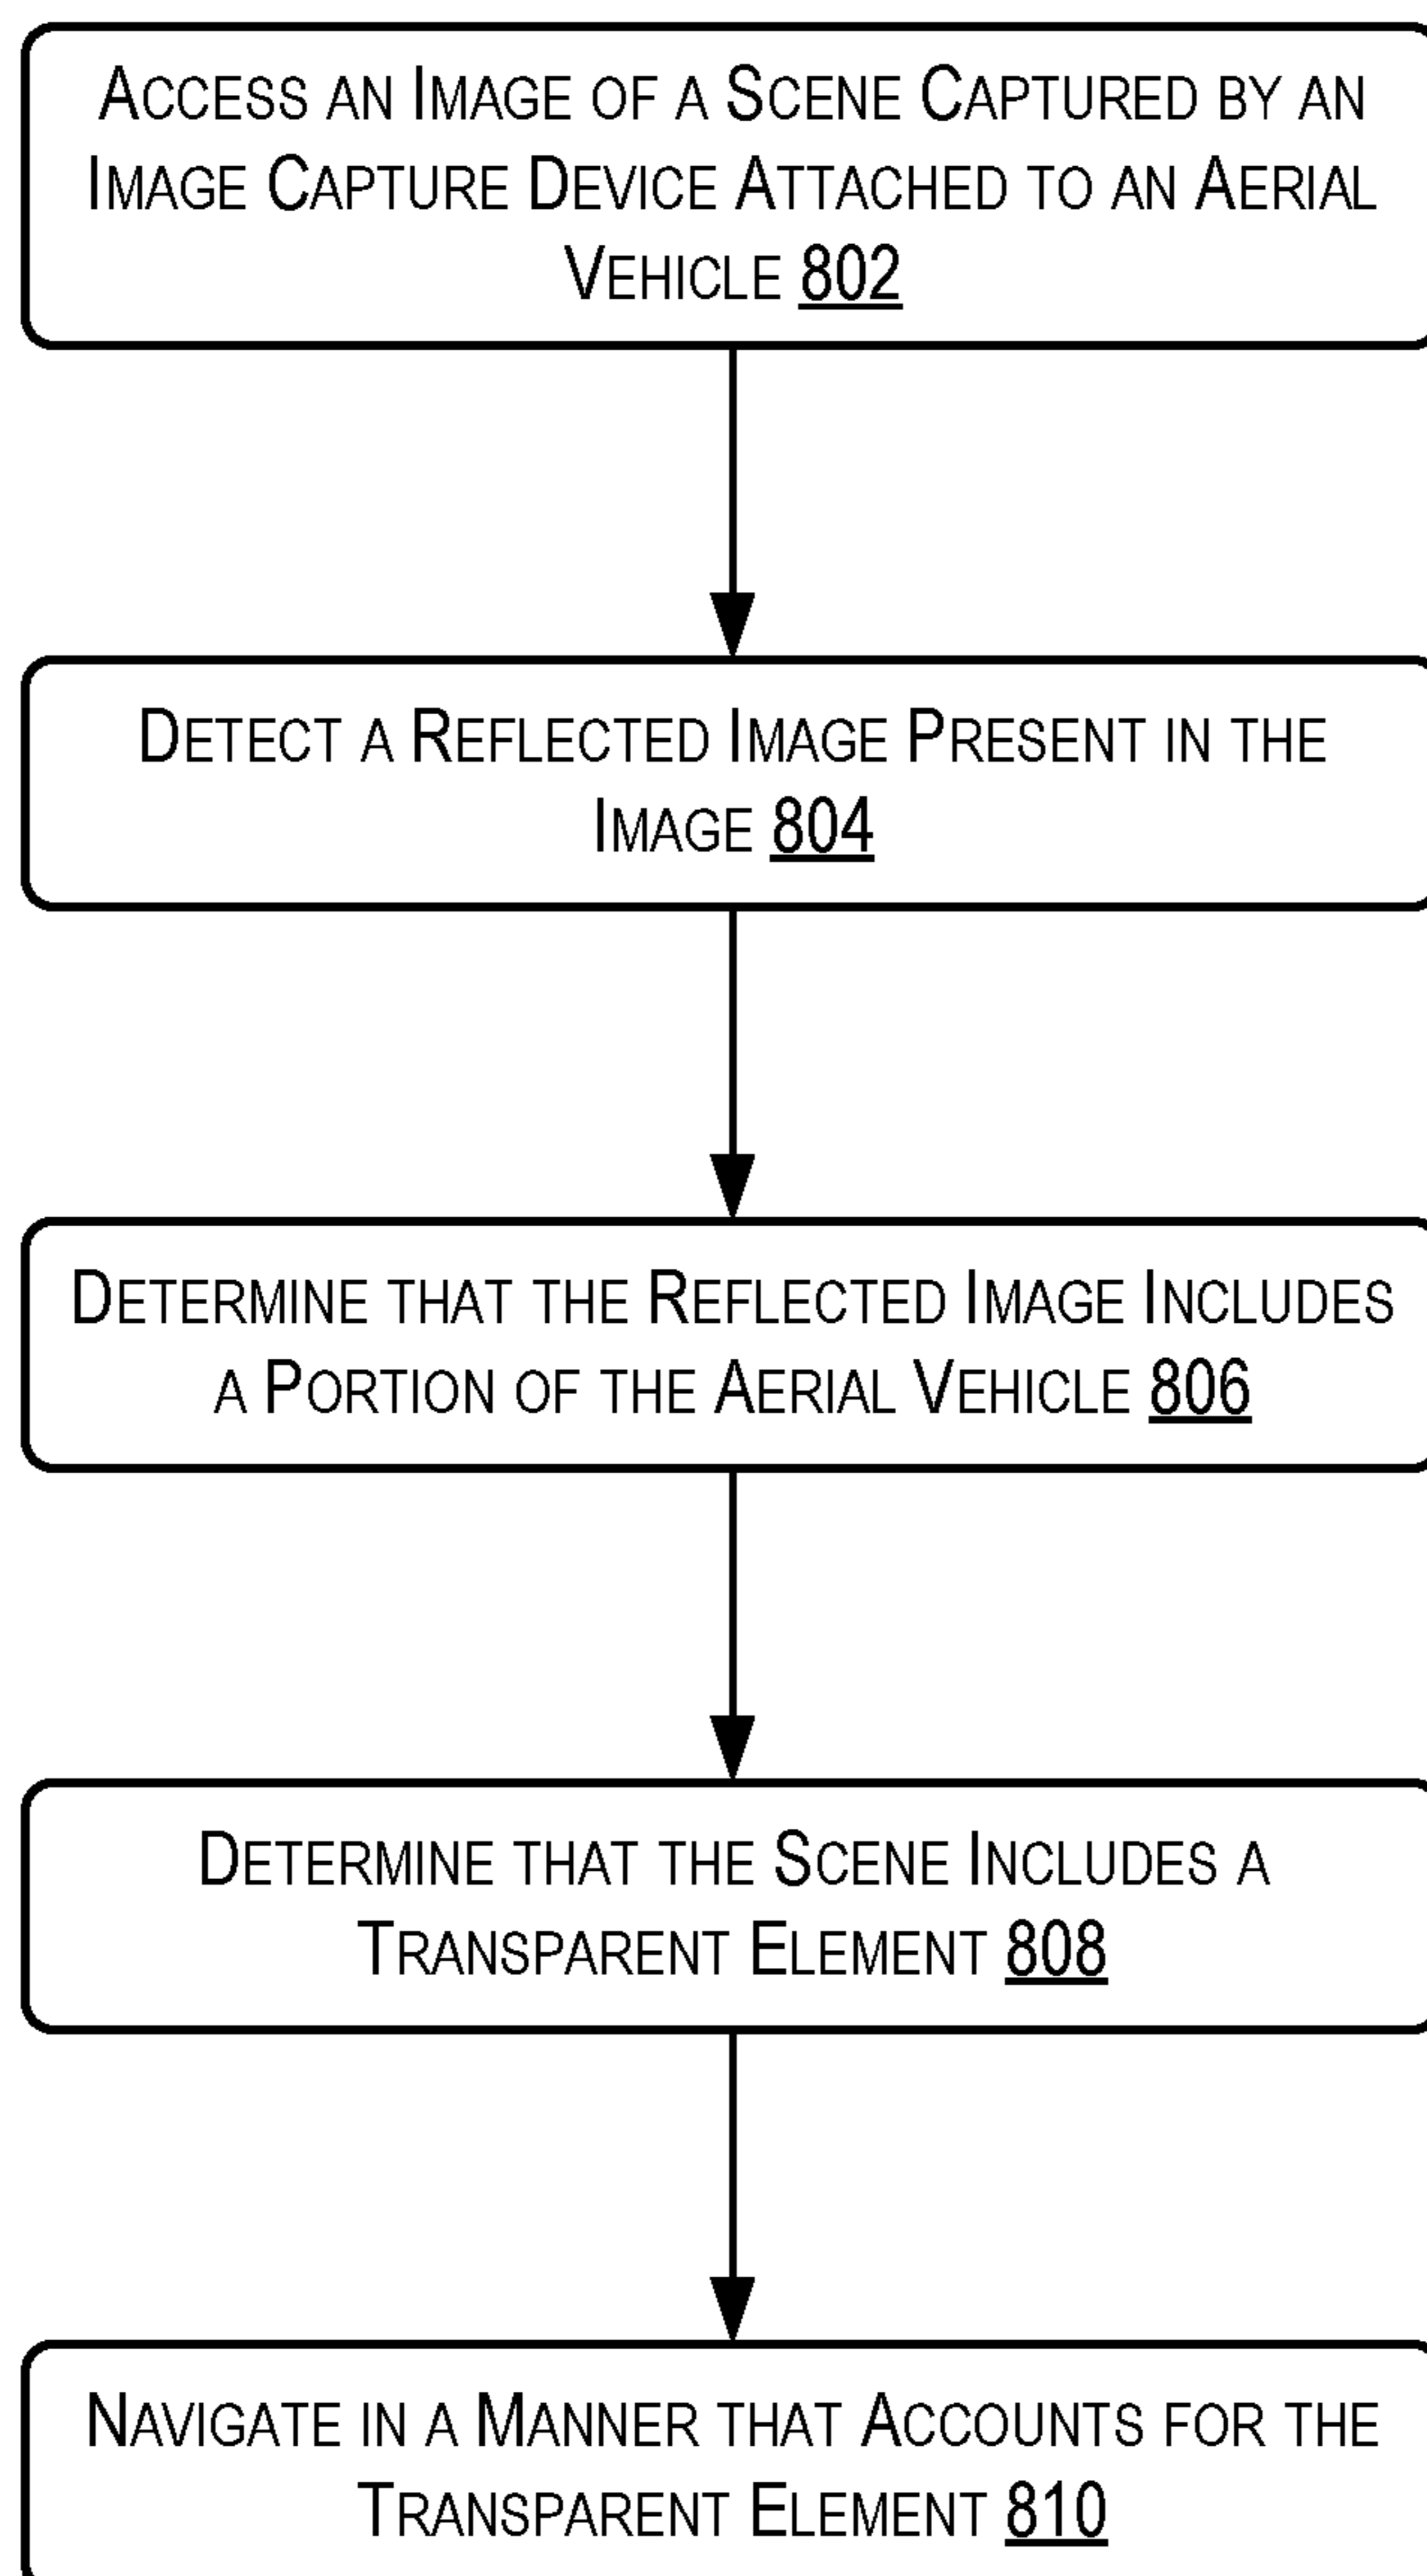 Access an Image of a Scene Captured by an
Image Capture Device Attached to an Aerial
Vehicle 802
Detect a Reflected Image Present in the
Image 804
Determine that the Reflected Image Includes
a Portion of the Aerial Vehicle 806
Determine that the Scene Includes a
Transparent Element 808
Navigate in a Manner that Accounts for the
Transparent Element 810